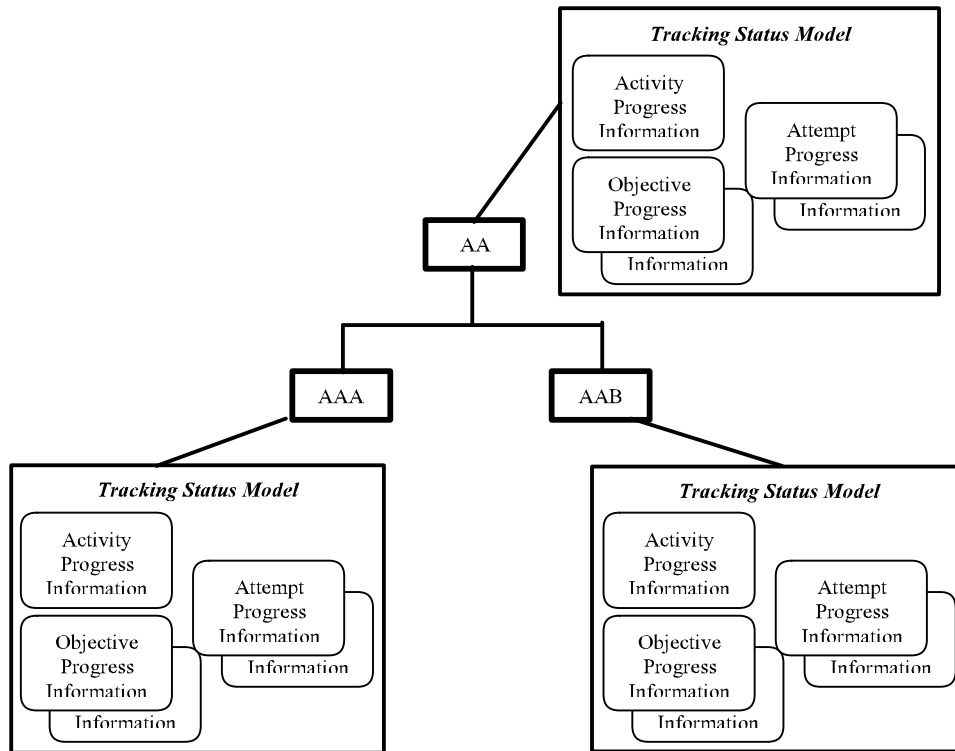 Tracking Status Model
Activity
Progress
Information
Attempt
Progress
Information
Information
Objective
Progress
Information
Information
AA
AAA
AAB
Tracking Status Model
Activity
Progress
Information
Attempt
Progress
Information
Information
Objective
Progress
Information
Information
Tracking Status Model
Activity
Progress
Information
Attempt
Progress
Information
Information
Objective
Progress
Information
Information